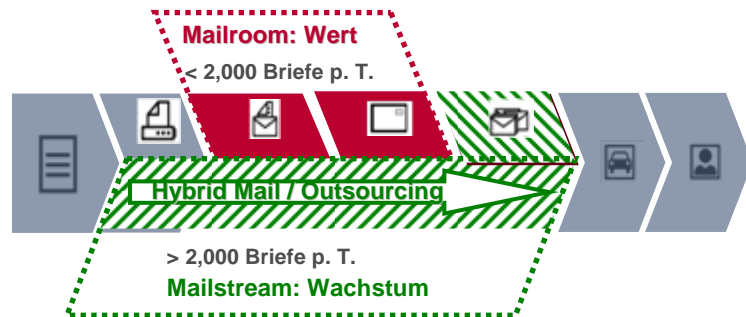 Mailroom: Wert
< 2,000 Briefe p. T.
Hybrid Mail / Outsourcing
> 2,000 Briefe p. T.
Mailstream: Wachstum